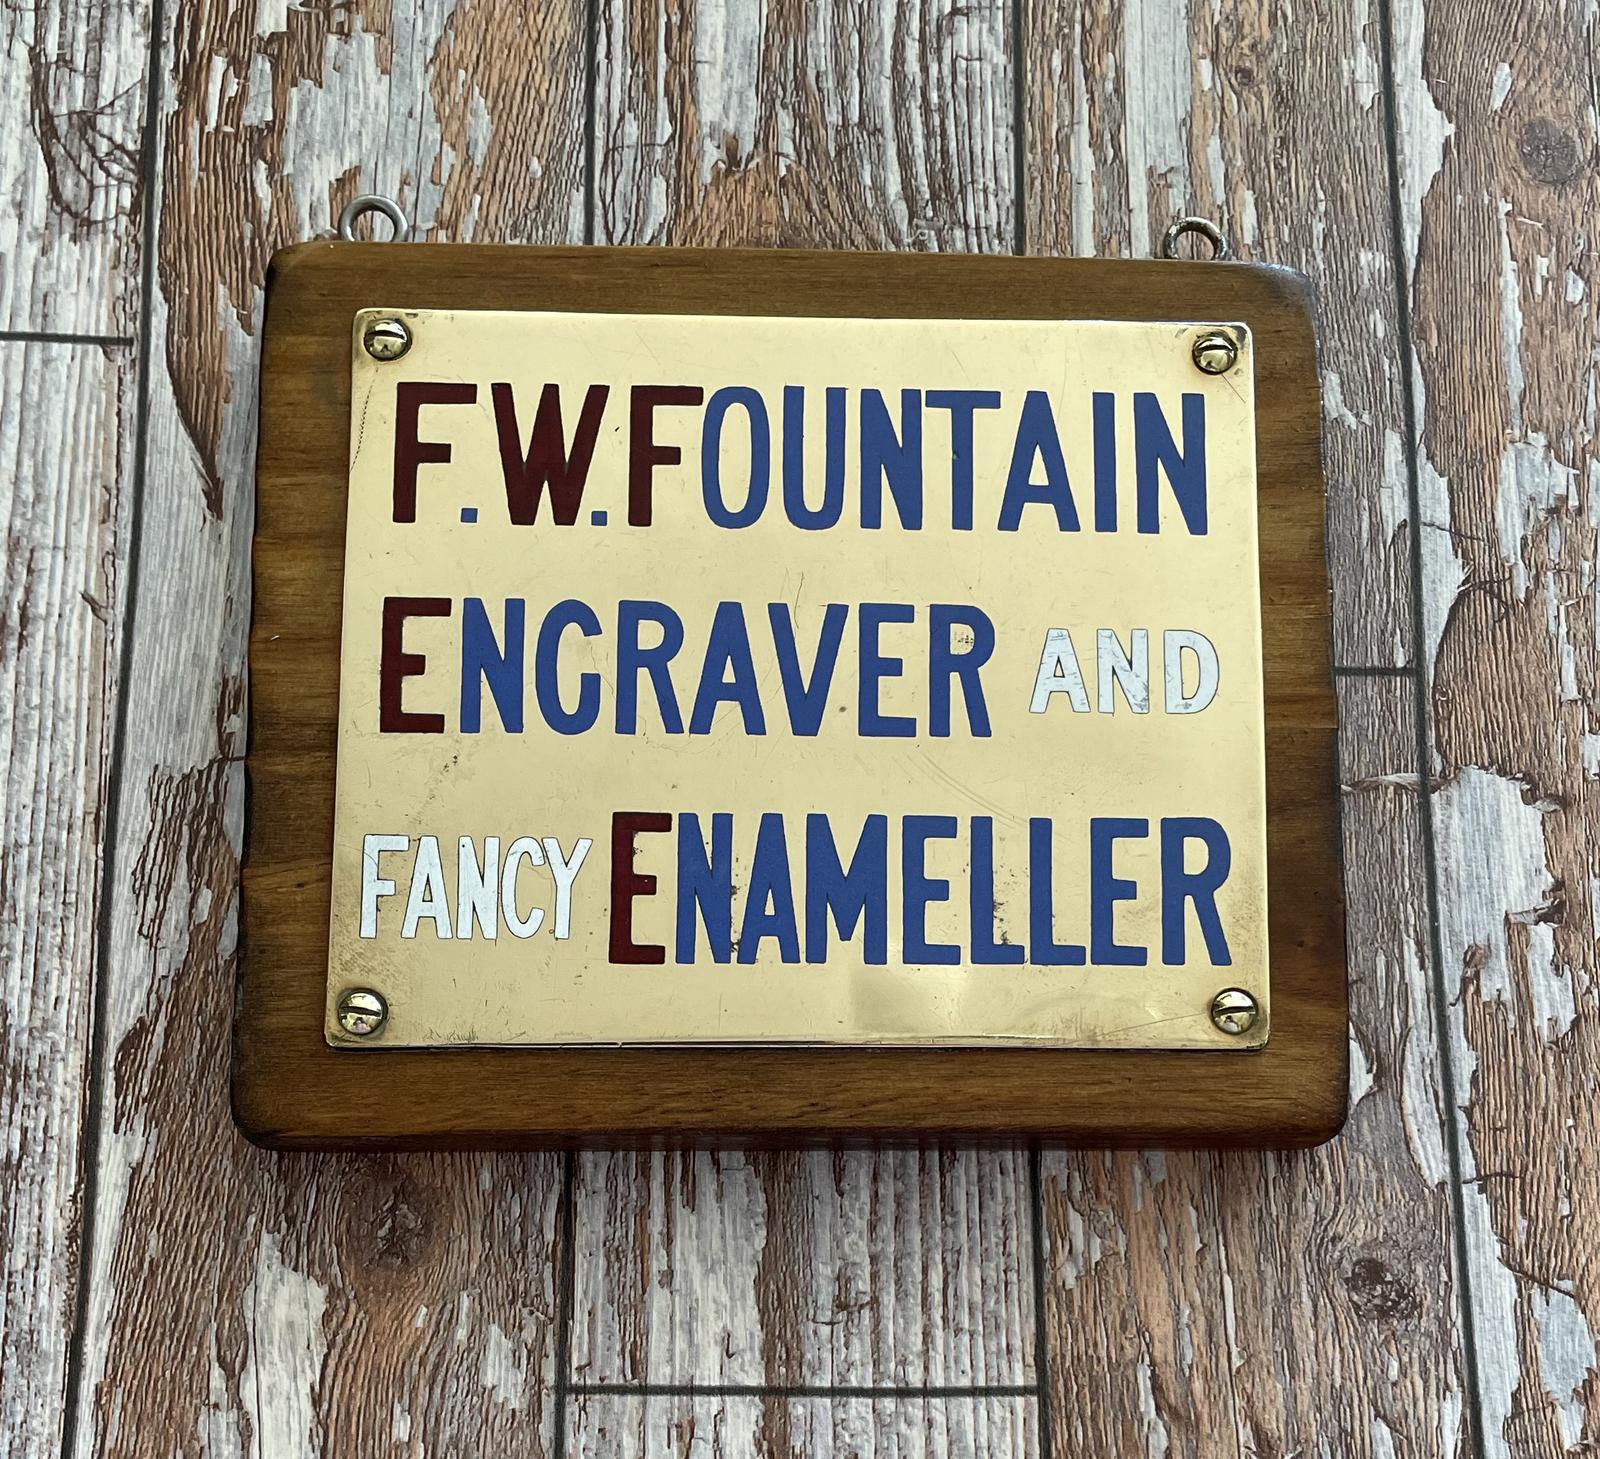 F.W.FOUNTAIN
ENGRAVER AND
FANCY ENAMELLER